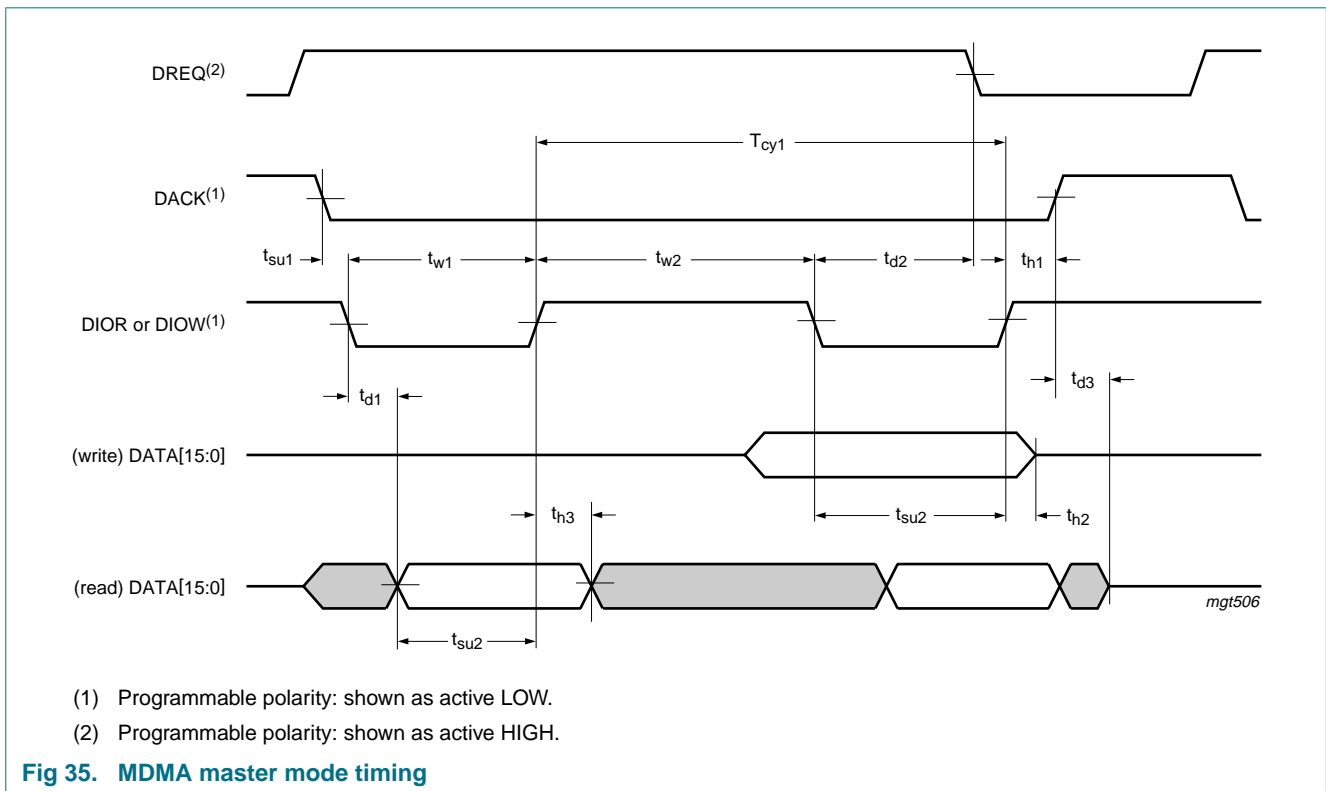 DREQ(2)
Tcy1
DACK(1)
tsu1
tw1
tw2
td2
th1
DIOR or DIOW(1)
td1
td3
(write) DATA[15:0]
th3
tsu2
th2
(read) DATA[15:0]
mgt506
tsu2
(1) Programmable polarity: shown as active LOW.
(2) Programmable polarity: shown as active HIGH.
Fig 35. MDMA master mode timing